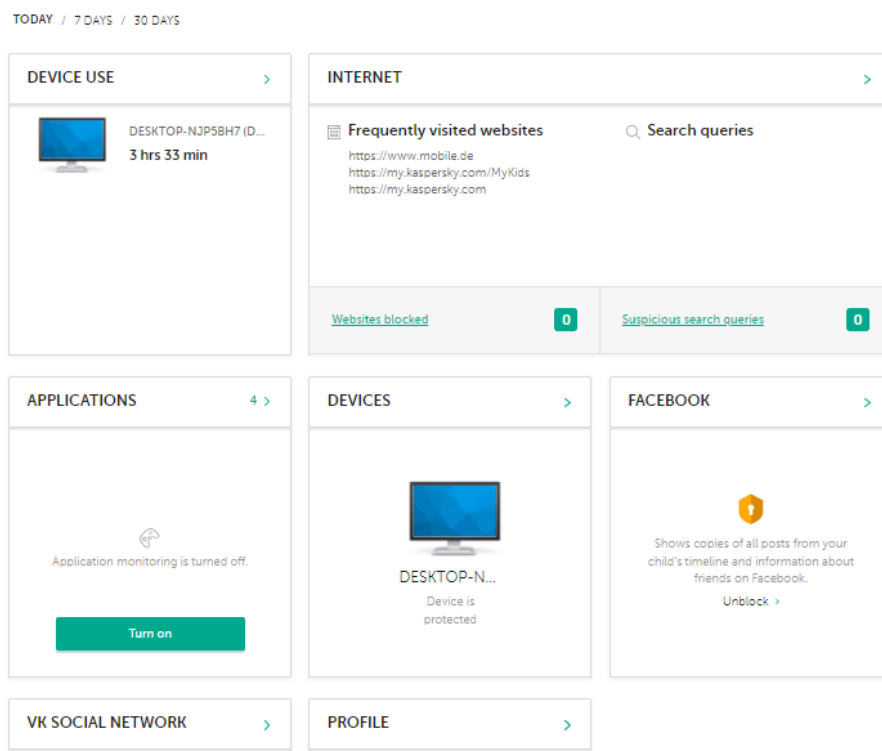 TODAY / 7 DAYS / 30 DAYS
DEVICE USE
DESKTOP-NJP5BH7 (D...
3 hrs 33 min
INTERNET
Frequently visited websites
https://www.mobile.de
https://my.kaspersky.com/MyKids
https://my.kaspersky.com
Search queries
Websites blocked 0
Suspicious search queries 0
APPLICATIONS 4
Application monitoring is turned off.
Turn on
DEVICES
DESKTOP-N...
Device is
protected
FACEBOOK
Shows copies of all posts from your
child's timeline and information about
friends on Facebook.
Unblock
VK SOCIAL NETWORK
PROFILE